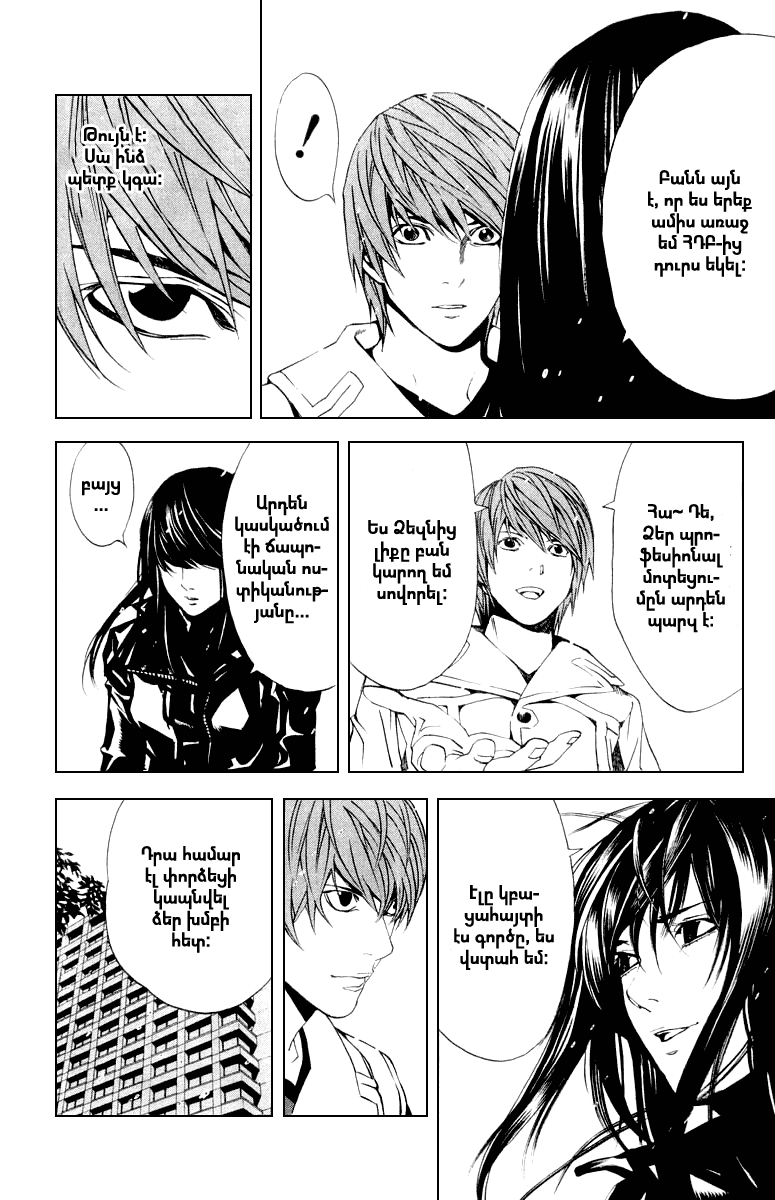 Բանն այն
է, որ ես երեք
ամիս առաջ
եմ ՀԴԲ-ից
դուրս եկել։
!
Թույն է։
Սա ինձ
պետք կգա։
Հա~ Դե,
Ձեր պրո-
ֆեսիոնալ
մոտեցու-
մըն արդեն
պարզ է։
Ես Ձեզնից
լիքը բան
կարող եմ
սովորել։
Արդեն
կասկածում
էի ճապո-
նական ոս-
տիկանութ-
յանը...
բայց
...
Էլը կբա-
ցահայտի
էս գործը, ես
վստահ եմ։
Դրա համար
էլ փորձեցի
կապնվել
ձեր խմբի
հետ։